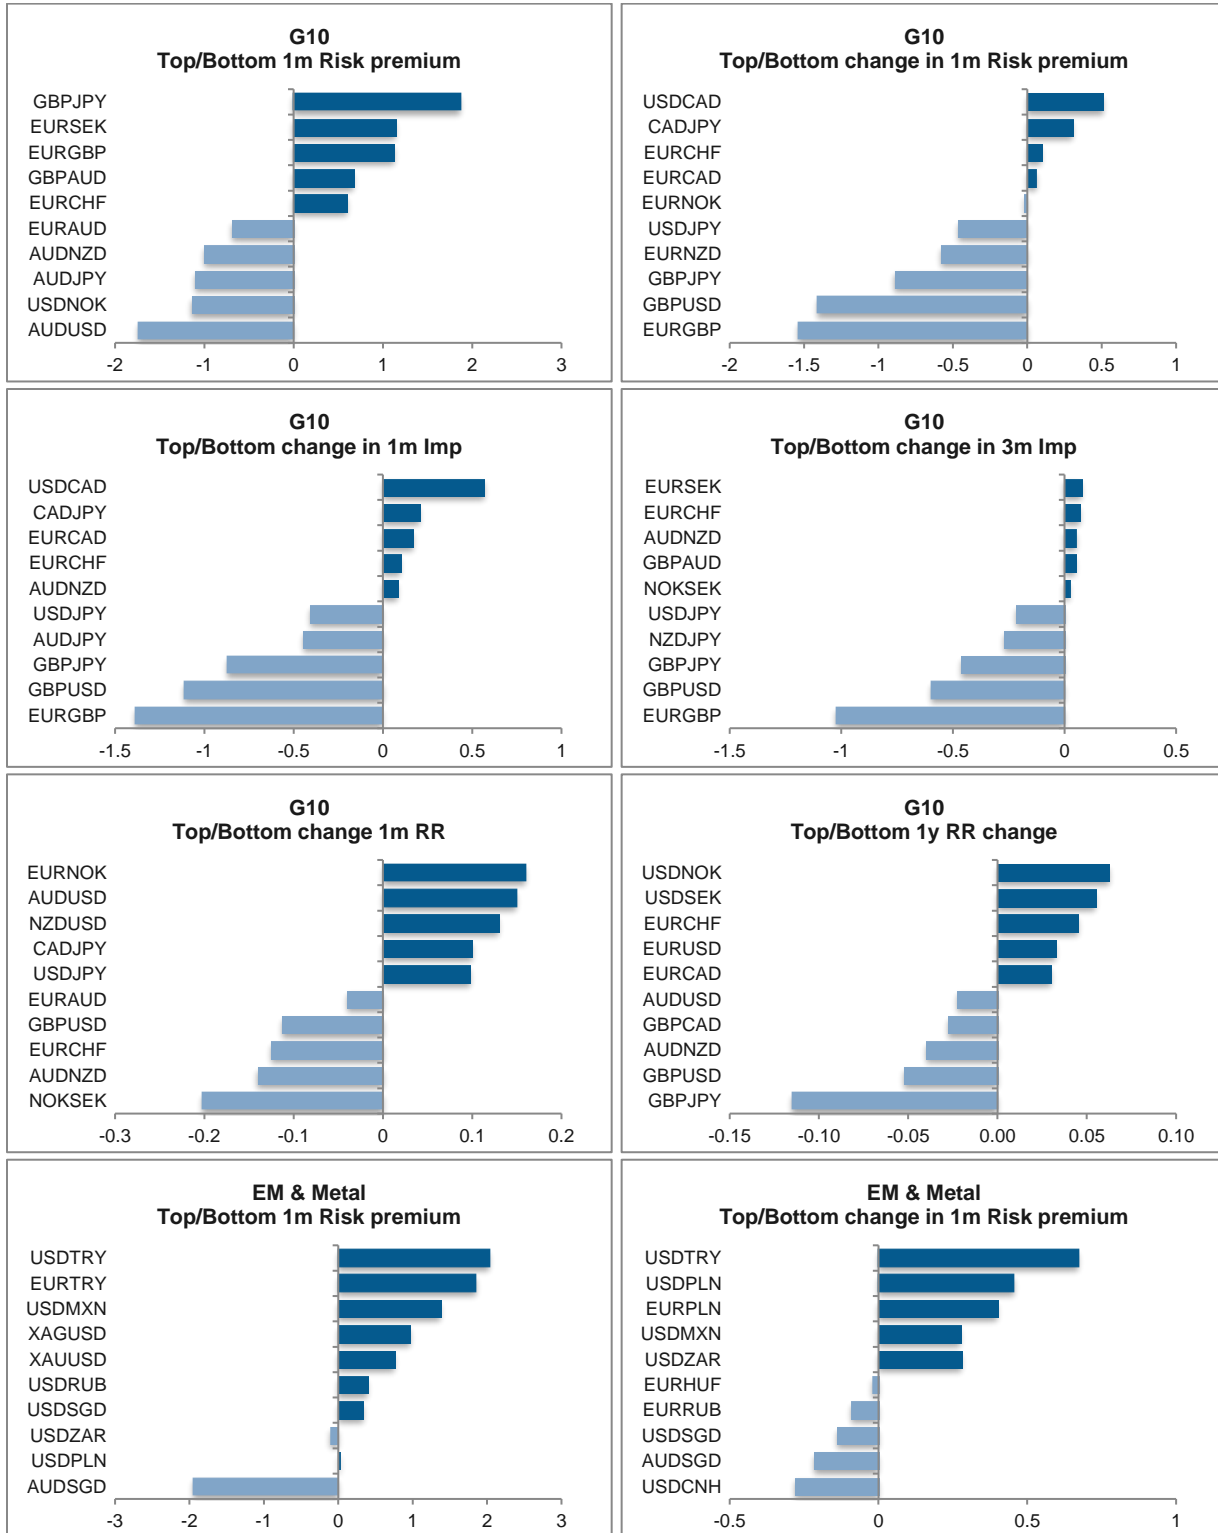 G10
Top/Bottom 1m Risk premium
GBPJPY
EURSEK
EURGBP
GBPAUD
EURCHF
EURAUD
AUDNZD
AUDJPY
USDNOK
AUDUSD
-2 -1 0 1 2 3
G10
Top/Bottom change in 1m Risk premium
USDCAD
CADJPY
EURCHF
EURCAD
EURNOK
USDJPY
EURNZD
GBPJPY
GBPUSD
EURGBP
-2 -1.5 -1 -0.5 0 0.5 1
G10
Top/Bottom change in 1m Imp
USDCAD
CADJPY
EURCAD
EURCHF
AUDNZD
USDJPY
AUDJPY
GBPJPY
GBPUSD
EURGBP
-1.5 -1 -0.5 0 0.5 1
G10
Top/Bottom change in 3m Imp
EURSEK
EURCHF
AUDNZD
GBPAUD
NOKSEK
USDJPY
NZDJPY
GBPJPY
GBPUSD
EURGBP
-1.5 -1 -0.5 0 0.5
G10
Top/Bottom change 1m RR
EURNOK
AUDUSD
NZDUSD
CADJPY
USDJPY
EURAUD
GBPUSD
EURCHF
AUDNZD
NOKSEK
-0.3 -0.2 -0.1 0 0.1 0.2
G10
Top/Bottom 1y RR change
USDNOK
USDSEK
EURCHF
EURUSD
EURCAD
AUDUSD
GBPCAD
AUDNZD
GBPUSD
GBPJPY
-0.15 -0.10 -0.05 0.00 0.05 0.10
EM & Metal
Top/Bottom 1m Risk premium
USDTRY
EURTRY
USDMXN
XAGUSD
XAUUSD
USDRUB
USDSGD
USDZAR
USDPLN
AUDSGD
-3 -2 -1 0 1 2 3
EM & Metal
Top/Bottom change in 1m Risk premium
USDTRY
USDPLN
EURPLN
USDMXN
USDZAR
EURHUF
EURRUB
USDSGD
AUDSGD
USDCNH
-0.5 0 0.5 1